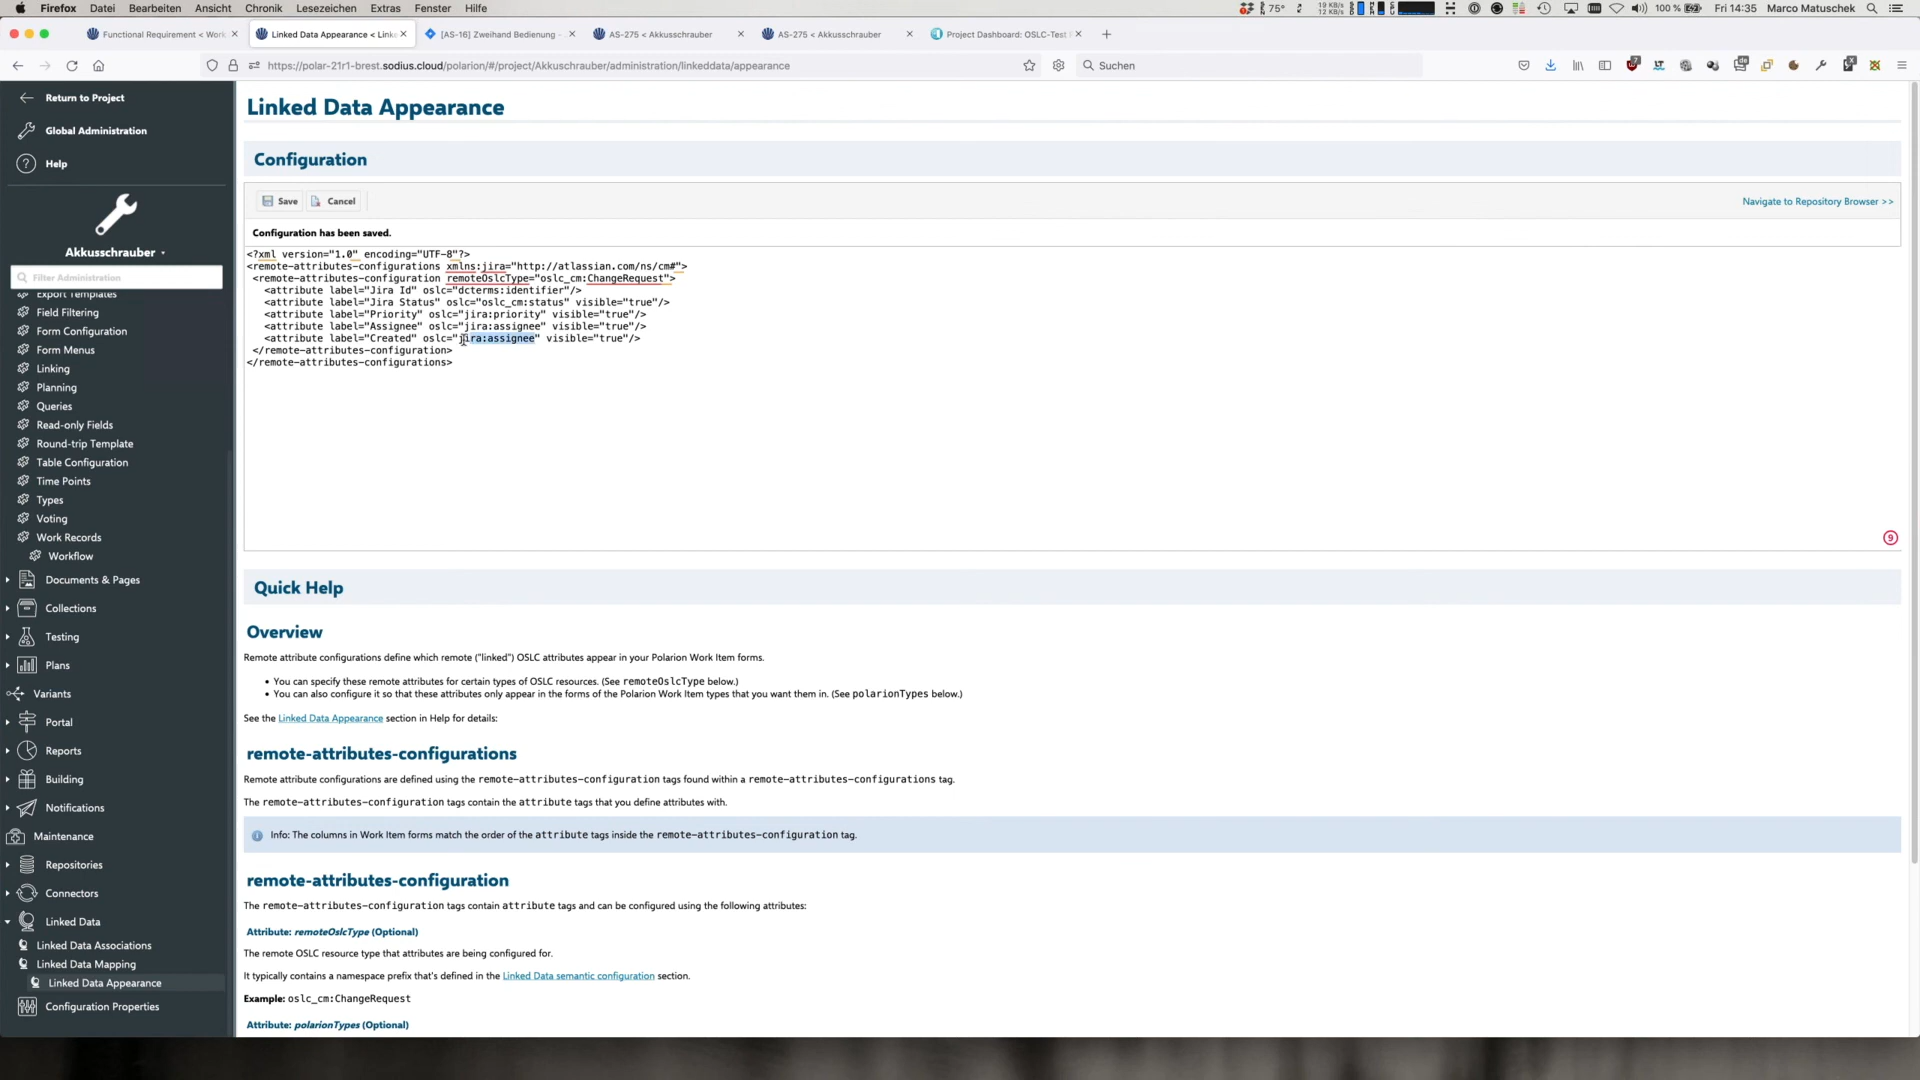 Firefox Datei Bearbeiten Ansicht Chronik Lesezeichen Extras Fenster Hilfe
75° 19 KB/s 12 KB/s 100 % Fri 14:35 Marco Matuschek
Functional Requirement < Work
Linked Data Appearance < Link
[AS-16] Zweihand Bedienung -
AS-275 < Akkusschrauber
AS-275 < Akkusschrauber
Project Dashboard: OSLC-Test
https://polar-21r1-brest.sodius.cloud/polarion/#/project/Akkuschrauber/administration/linkeddata/appearance
Suchen
Return to Project
Global Administration
Help
Akkusschrauber
Filter Administration
Export Templates
Field Filtering
Form Configuration
Form Menus
Linking
Planning
Queries
Read-only Fields
Round-trip Template
Table Configuration
Time Points
Types
Voting
Work Records
Workflow
Documents & Pages
Collections
Testing
Plans
Variants
Portal
Reports
Building
Notifications
Maintenance
Repositories
Connectors
Linked Data
Linked Data Associations
Linked Data Mapping
Linked Data Appearance
Configuration Properties
Linked Data Appearance
Configuration
Save Cancel
Navigate to Repository Browser >>
Configuration has been saved.
<?xml version="1.0" encoding="UTF-8"?>
<remote-attributes-configurations xmlns:jira="http://atlassian.com/ns/cm#">
<remote-attributes-configuration remoteOslcType="oslc_cm:ChangeRequest">
<attribute label="Jira Id" oslc="dcterms:identifier"/>
<attribute label="Jira Status" oslc="oslc_cm:status" visible="true"/>
<attribute label="Priority" oslc="jira:priority" visible="true"/>
<attribute label="Assignee" oslc="jira:assignee" visible="true"/>
<attribute label="Created" oslc="jira:assignee" visible="true"/>
</remote-attributes-configuration>
</remote-attributes-configurations>
9
Quick Help
Overview
Remote attribute configurations define which remote ("linked") OSLC attributes appear in your Polarion Work Item forms.
• You can specify these remote attributes for certain types of OSLC resources. (See remoteOslcType below.)
• You can also configure it so that these attributes only appear in the forms of the Polarion Work Item types that you want them in. (See polarionTypes below.)
See the Linked Data Appearance section in Help for details:
remote-attributes-configurations
Remote attribute configurations are defined using the remote-attributes-configuration tags found within a remote-attributes-configurations tag.
The remote-attributes-configuration tags contain the attribute tags that you define attributes with.
Info: The columns in Work Item forms match the order of the attribute tags inside the remote-attributes-configuration tag.
remote-attributes-configuration
The remote-attributes-configuration tags contain attribute tags and can be configured using the following attributes:
Attribute: remoteOslcType (Optional)
The remote OSLC resource type that attributes are being configured for.
It typically contains a namespace prefix that's defined in the Linked Data semantic configuration section.
Example: oslc_cm:ChangeRequest
Attribute: polarionTypes (Optional)